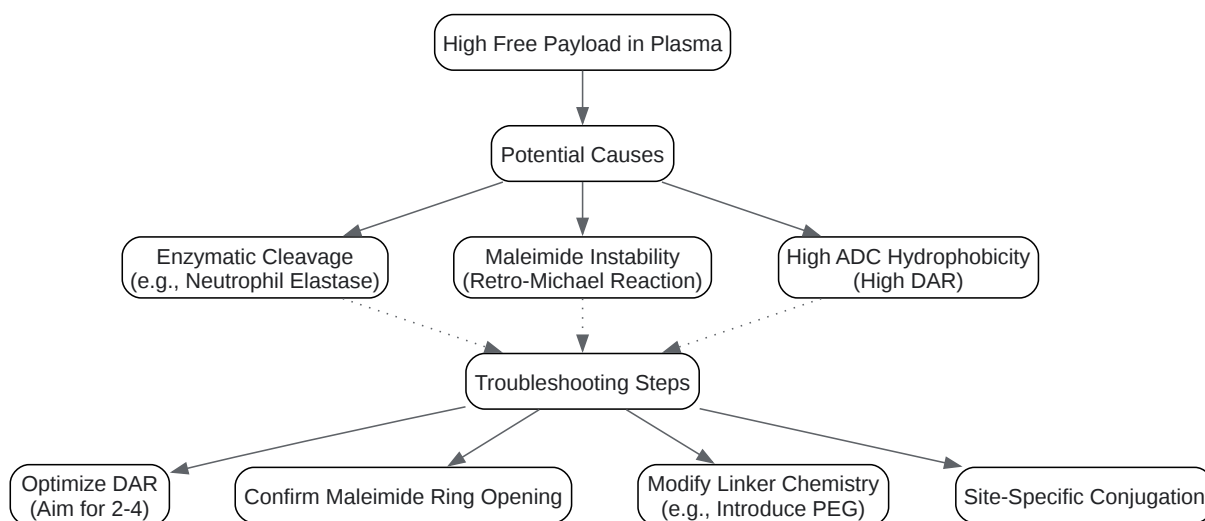 High Free Payload in Plasma
Potential Causes
Enzymatic Cleavage
(e.g., Neutrophil Elastase)
Maleimide Instability
(Retro-Michael Reaction)
High ADC Hydrophobicity
(High DAR)
Troubleshooting Steps
Optimize DAR
(Aim for 2-4)
Confirm Maleimide Ring Opening
Modify Linker Chemistry
(e.g., Introduce PEG)
Site-Specific Conjugation